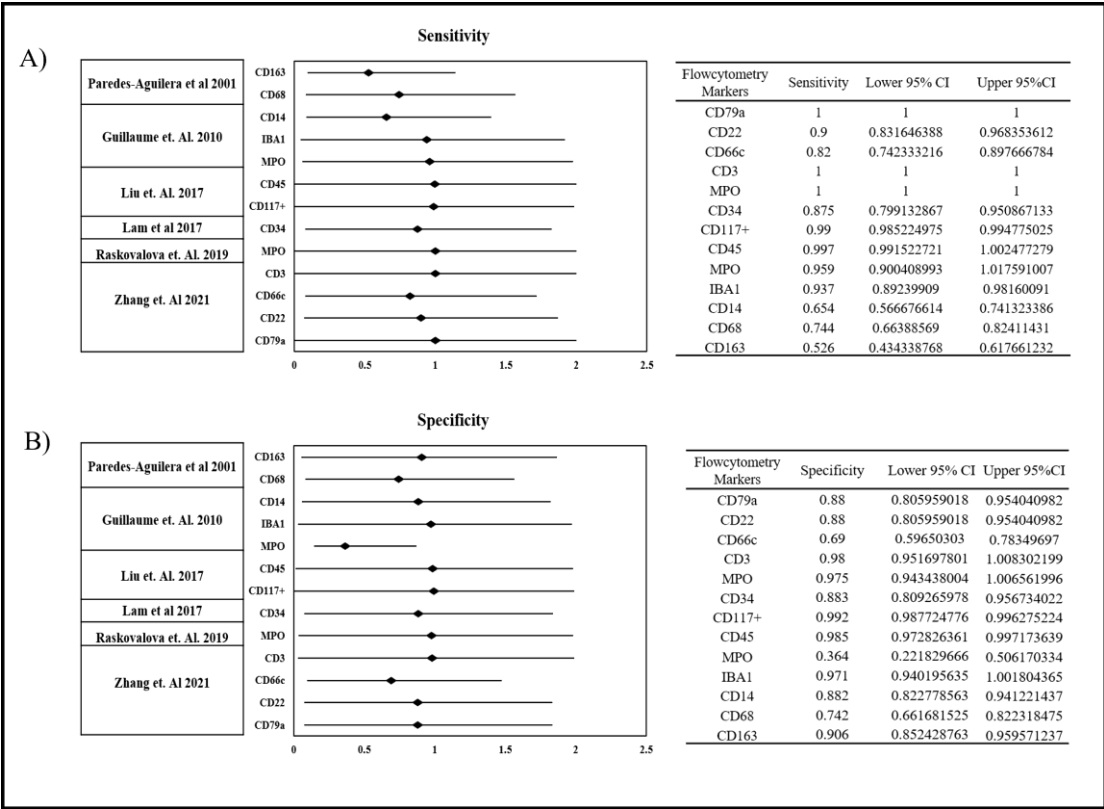 A)
Sensitivity
Paredes-Aguilera et al 2001
Guillaume et. Al. 2010
Liu et. Al. 2017
Lam et al 2017
Raskovalova et. Al. 2019
Zhang et. Al 2021
CD163
CD68
CD14
IBA1
MPO
CD45
CD117+
CD34
MPO
CD3
CD66c
CD22
CD79a
0 0.5 1 1.5 2 2.5
Flowcytometry Markers Sensitivity Lower 95% CI Upper 95%CI
CD79a 1 1 1
CD22 0.9 0.831646388 0.968353612
CD66c 0.82 0.742333216 0.897666784
CD3 1 1 1
MPO 1 1 1
CD34 0.875 0.799132867 0.950867133
CD117+ 0.99 0.985224975 0.994775025
CD45 0.997 0.991522721 1.002477279
MPO 0.959 0.900408993 1.017591007
IBA1 0.937 0.89239909 0.98160091
CD14 0.654 0.566676614 0.741323386
CD68 0.744 0.66388569 0.82411431
CD163 0.526 0.434338768 0.617661232
B)
Specificity
Paredes-Aguilera et al 2001
Guillaume et. Al. 2010
Liu et. Al. 2017
Lam et al 2017
Raskovalova et. Al. 2019
Zhang et. Al 2021
CD163
CD68
CD14
IBA1
MPO
CD45
CD117+
CD34
MPO
CD3
CD66c
CD22
CD79a
0 0.5 1 1.5 2 2.5
Flowcytometry Markers Specificity Lower 95% CI Upper 95%CI
CD79a 0.88 0.805959018 0.954040982
CD22 0.88 0.805959018 0.954040982
CD66c 0.69 0.59650303 0.78349697
CD3 0.98 0.951697801 1.008302199
MPO 0.975 0.943438004 1.006561996
CD34 0.883 0.809265978 0.956734022
CD117+ 0.992 0.987724776 0.996275224
CD45 0.985 0.972826361 0.997173639
MPO 0.364 0.221829666 0.506170334
IBA1 0.971 0.940195635 1.001804365
CD14 0.882 0.822778563 0.941221437
CD68 0.742 0.661681525 0.822318475
CD163 0.906 0.852428763 0.959571237